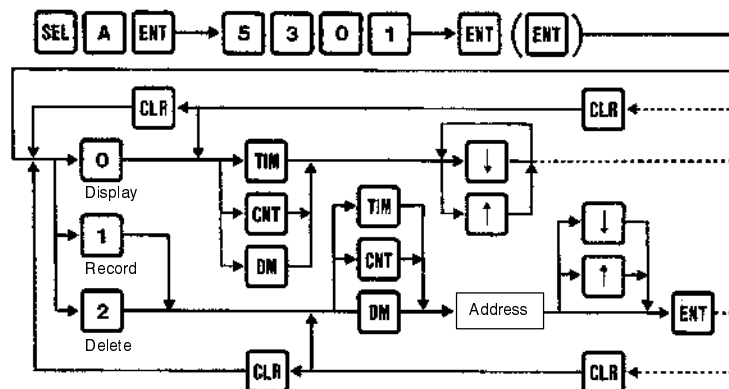 SEL A ENT 5 3 0 1 ENT (ENT)
CLR CLR
0 TIM ↓
Display
CNT TIM ↑
1 ↓
Record
DM CNT ↑
2 DM Address ENT
Delete
CLR CLR